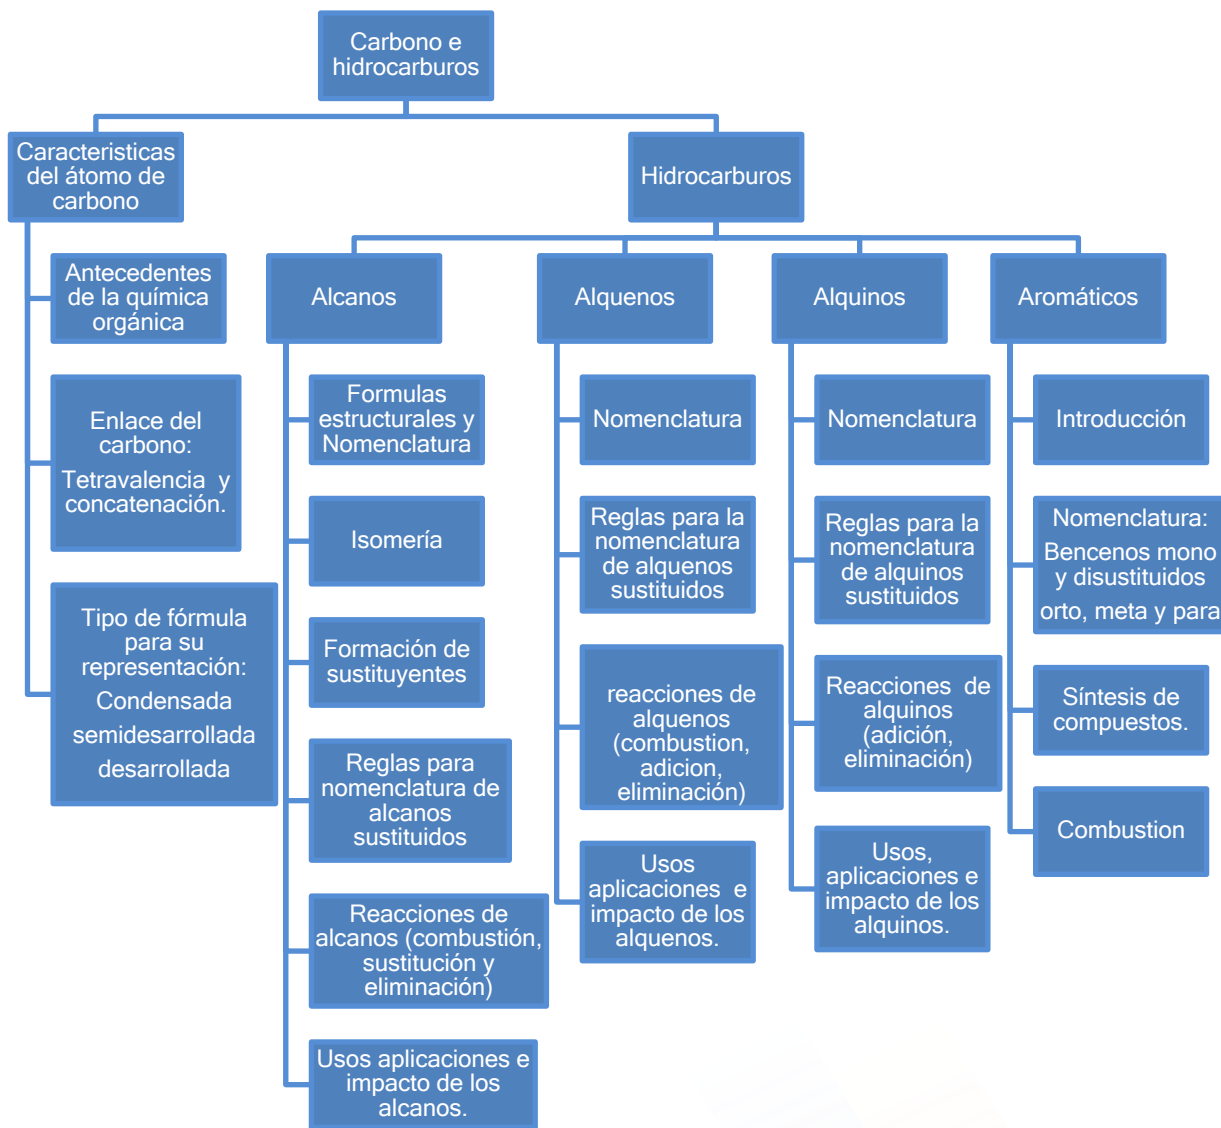 Carbono e
hidrocarburos
Caracteristicas
del átomo de
carbono
Antecedentes
de la química
orgánica
Enlace del
carbono:
Tetravalencia y
concatenación.
Tipo de fórmula
para su
representación:
Condensada
semidesarrollada
desarrollada
Hidrocarburos
Alcanos
Formulas
estructurales y
Nomenclatura
Isomería
Formación de
sustituyentes
Reglas para
nomenclatura de
alcanos
sustituidos
Reacciones de
alcanos (combustión,
sustitución y
eliminación)
Usos aplicaciones e
impacto de los
alcanos.
Alquenos
Nomenclatura
Reglas para la
nomenclatura
de alquenos
sustituidos
reacciones de
alquenos
(combustion,
adicion,
eliminación)
Usos
aplicaciones e
impacto de los
alquenos.
Alquinos
Nomenclatura
Reglas para la
nomenclatura
de alquinos
sustituidos
Reacciones de
alquinos
(adición,
eliminación)
Usos,
aplicaciones e
impacto de los
alquinos.
Aromáticos
Introducción
Nomenclatura:
Bencenos mono
y disustituidos
orto, meta y para
Síntesis de
compuestos.
Combustion